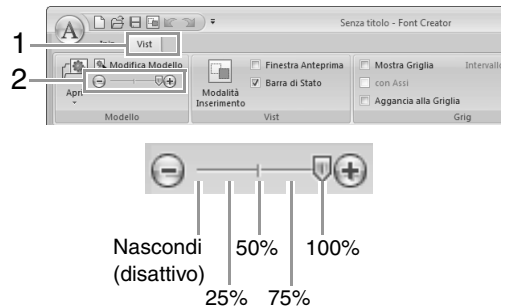 Senza titolo - Font Creator
1
Vist
2
Modifica Modello
Apri
Modello
Modalità
Inserimento
Finestra Anteprima
Barra di Stato
Vist
Mostra Griglia
con Assi
Aggancia alla Griglia
Intervallo
Grig
Nascondi
(disattivo)
25%
50%
75%
100%